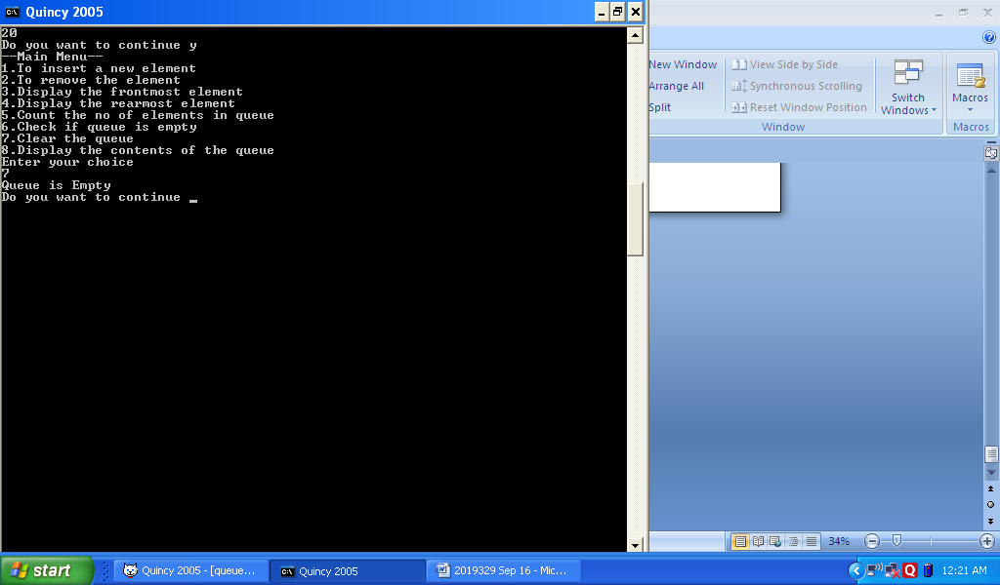 Quincy 2005
20
Do you want to continue y
--Main Menu--
1.To insert a new element
2.To remove the element
3.Display the frontmost element
4.Display the rearmost element
5.Count the no of elements in queue
6.Check if queue is empty
7.Clear the queue
8.Display the contents of the queue
Enter your choice
7
Queue is Empty
Do you want to continue _
New Window
Arrange All
Split
View Side by Side
Synchronous Scrolling
Reset Window Position
Window
Switch
Windows
Macros
Macros
34%
start
Quincy 2005 - [queue...
Quincy 2005
2019329 Sep 16 - Mic...
12:21 AM